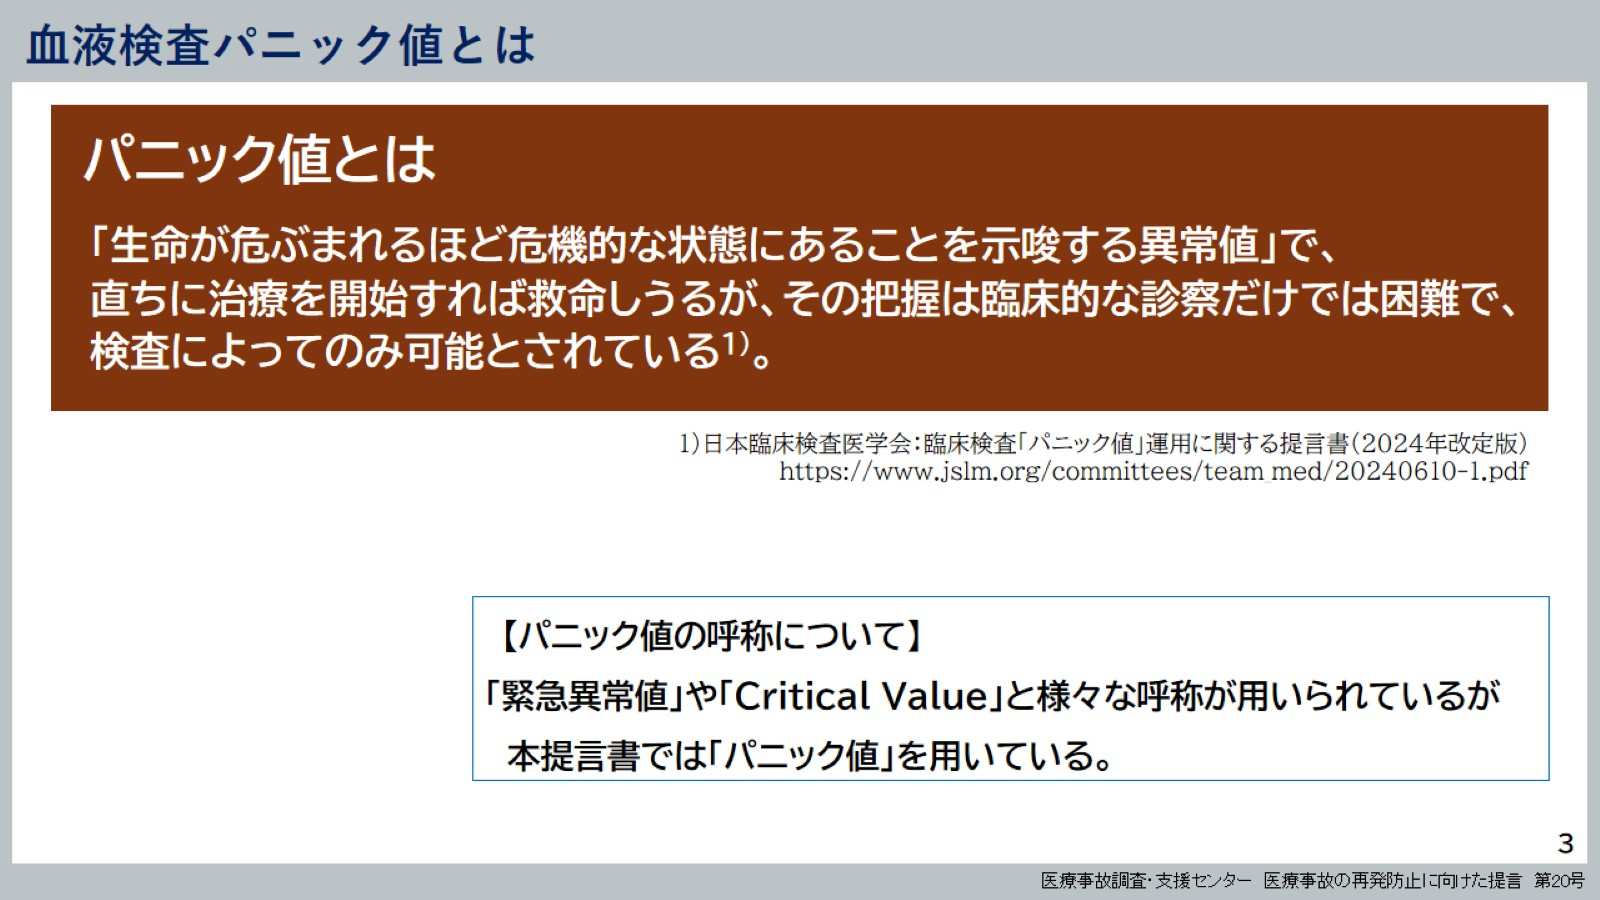 血液検査パニック値とは
パニック値とは
「生命が危ぶまれるほど危機的な状態にあることを示唆する異常値」で、
直ちに治療を開始すれば救命しうるが、その把握は臨床的な診察だけでは困難で、
検査によってのみ可能とされている1)。
1)日本臨床検査医学会：臨床検査「パニック値」運用に関する提言書（2024年改定版）
https://www.jslm.org/committees/team_med/20240610-1.pdf
【パニック値の呼称について】
「緊急異常値」や「Critical Value」と様々な呼称が用いられているが
本提言書では「パニック値」を用いている。
3
医療事故調査・支援センター　医療事故の再発防止に向けた提言　第20号